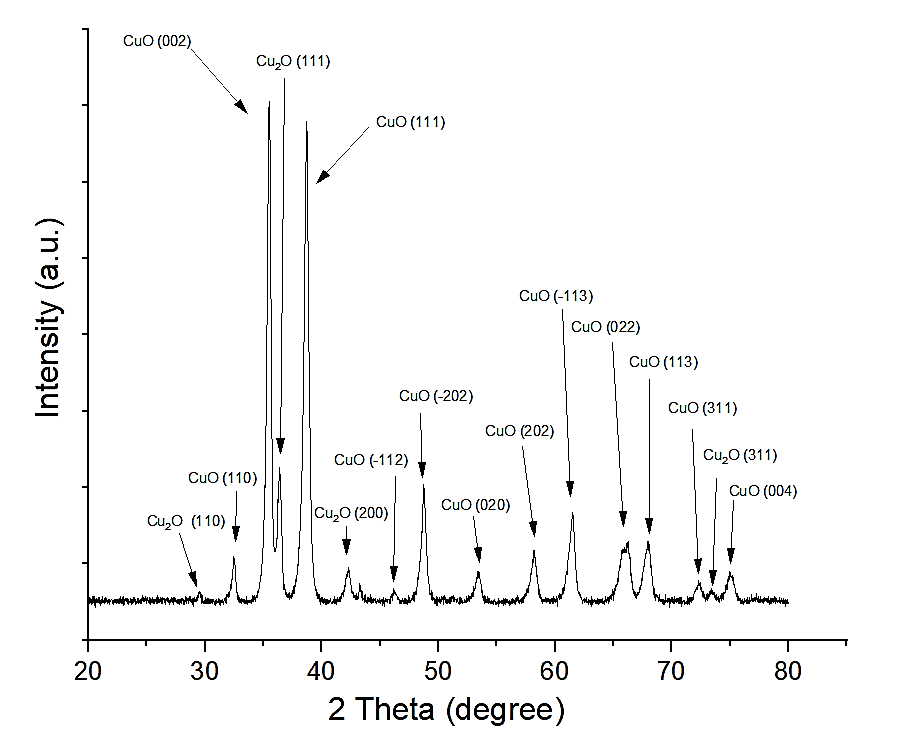 CuO (002)
Cu₂O (111)
CuO (111)
CuO (-113)
CuO (022)
CuO (113)
CuO (-202)
CuO (311)
CuO (202)
Cu₂O (311)
CuO (-112)
CuO (110)
CuO (004)
CuO (020)
Cu₂O (200)
Cu₂O (110)
Intensity (a.u.)
20 30 40 50 60 70 80
2 Theta (degree)